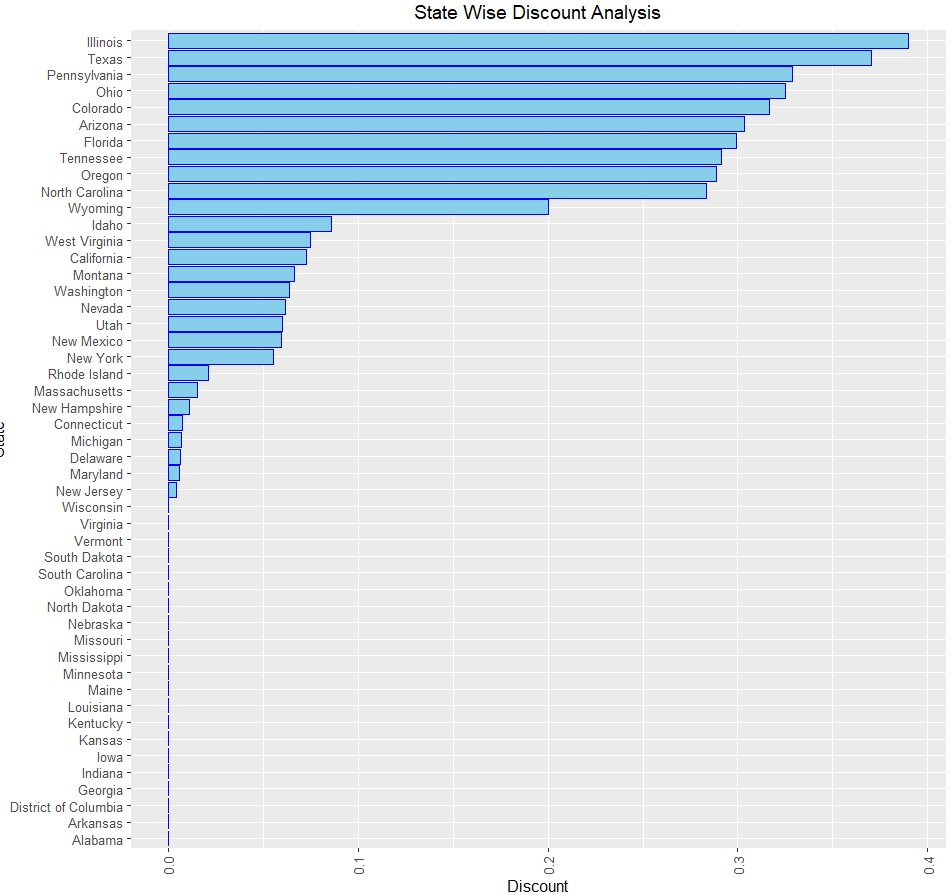 State Wise Discount Analysis
Illinois
Texas
Pennsylvania
Ohio
Colorado
Arizona
Florida
Tennessee
Oregon
North Carolina
Wyoming
Idaho
West Virginia
California
Montana
Washington
Nevada
Utah
New Mexico
New York
Rhode Island
Massachusetts
New Hampshire
Connecticut
Michigan
Delaware
Maryland
New Jersey
Wisconsin
Virginia
Vermont
South Dakota
South Carolina
Oklahoma
North Dakota
Nebraska
Missouri
Mississippi
Minnesota
Maine
Louisiana
Kentucky
Kansas
Iowa
Indiana
Georgia
District of Columbia
Arkansas
Alabama
State
0.0 0.1 0.2 0.3 0.4
Discount